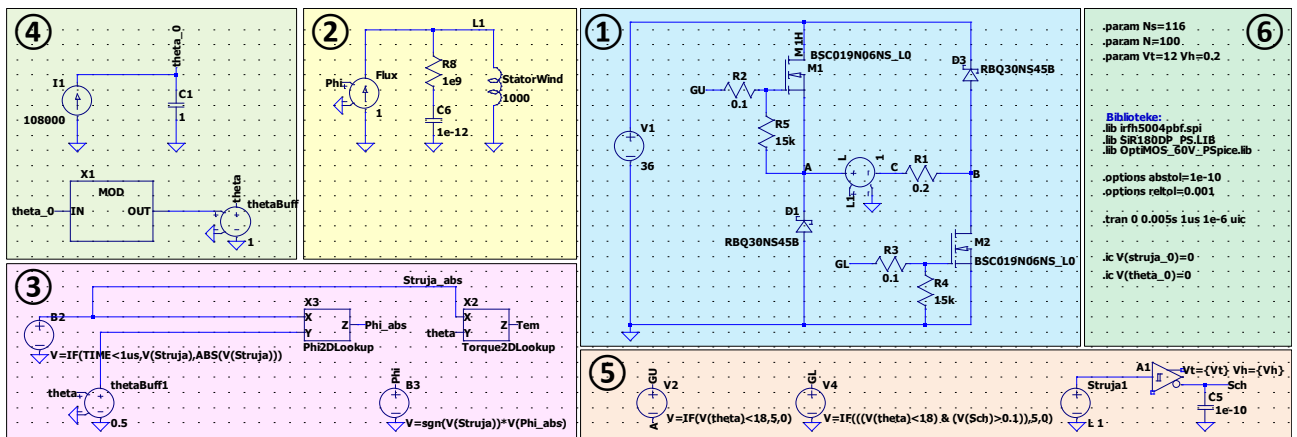 4
theta_0
I1
108000
C1
1
X1
MOD
theta_0
IN
OUT
theta
thetaBuff
1
2
L1
Phi
Flux
1
R8
1e9
C6
1e-12
StatorWind
1000
1
M1H
BSC019N06NS_L0
M1
R2
GU
0.1
R5
15k
V1
36
D3
RBQ30NS45B
A
L
1
L1
C
R1
0.2
B
D1
RBQ30NS45B
M2
BSC019N06NS_L0
R3
GL
0.1
R4
15k
6
.param Ns=116
.param N=100
.param Vt=12 Vh=0.2
Biblioteke:
.lib irfh5004pbf.spi
.lib SiR180DP_PS.LIB
.lib OptiMOS_60V_PSpice.lib
.options abstol=1e-10
.options reltol=0.001
.tran 0 0.005s 1us 1e-6 uic
.ic V(struja_0)=0
.ic V(theta_0)=0
3
Struja_abs
B2
V=IF(TIME<1us,V(Struja),ABS(V(Struja)))
X3
X
Y
Z
Phi_abs
Phi2DLookup
X2
X
theta
Y
Z
Tem
Torque2DLookup
theta
thetaBuff1
0.5
Phi
B3
V=sgn(V(Struja))*V(Phi_abs)
5
GU
V2
A
V=IF(V(theta)<18,5,0)
GL
V4
V=IF(((V(theta)<18) & (V(Sch)>0.1)),5,0)
Struja1
L 1
A1
Vt={Vt} Vh={Vh}
Sch
C5
1e-10